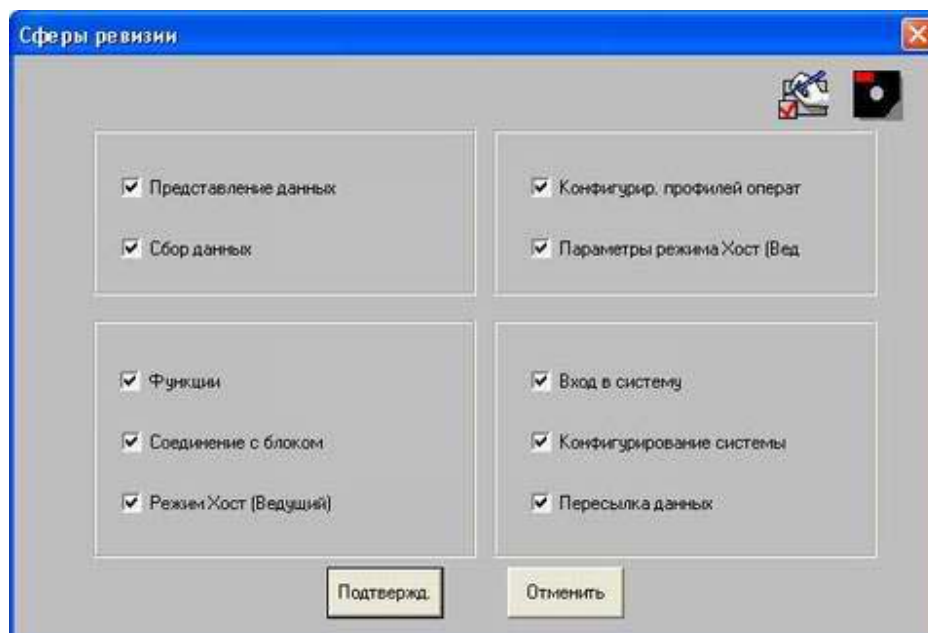 Сферы ревизии
Представление данных
Сбор данных
Конфигурир. профилей операт
Параметры режима Хост (Вед
Функции
Соединение с блоком
Режим Хост (Ведущий)
Вход в систему
Конфигурирование системы
Пересылка данных
Подтвержд.
Отменить